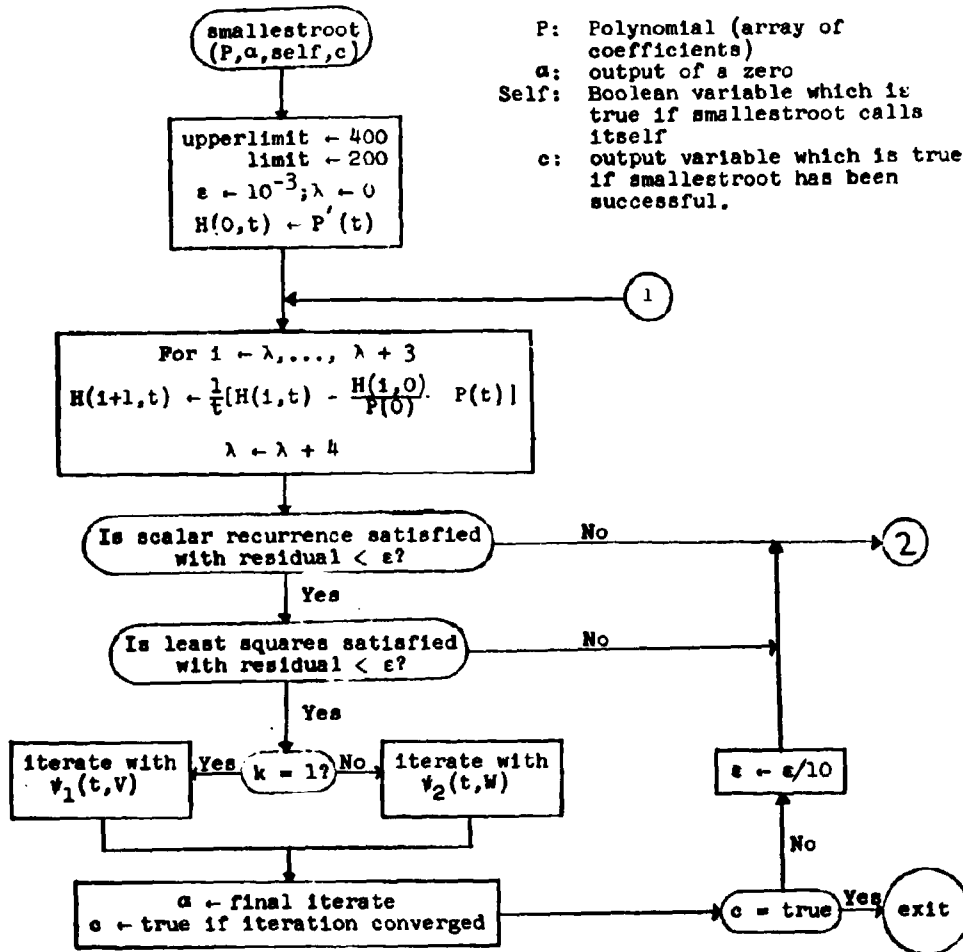 smallestroot
(P,α,self,c)
P: Polynomial (array of
coefficients)
α: output of a zero
Self: Boolean variable which is
true if smallestroot calls
itself
c: output variable which is true
if smallestroot has been
successful.
upperlimit ← 400
limit ← 200
ε ← 10⁻³; λ ← 0
H(0,t) ← P′(t)
1
For i ← λ,..., λ + 3
H(i+1,t) ← 1/t[H(i,t) - H(i,0)/P(0) · P(t)]
λ ← λ + 4
Is scalar recurrence satisfied
with residual < ε?
No
2
Yes
Is least squares satisfied
with residual < ε?
No
Yes
iterate with
ψ₁(t,V)
Yes
k = 1?
No
iterate with
ψ₂(t,W)
ε ← ε/10
No
α ← final iterate
c ← true if iteration converged
c = true
Yes
exit